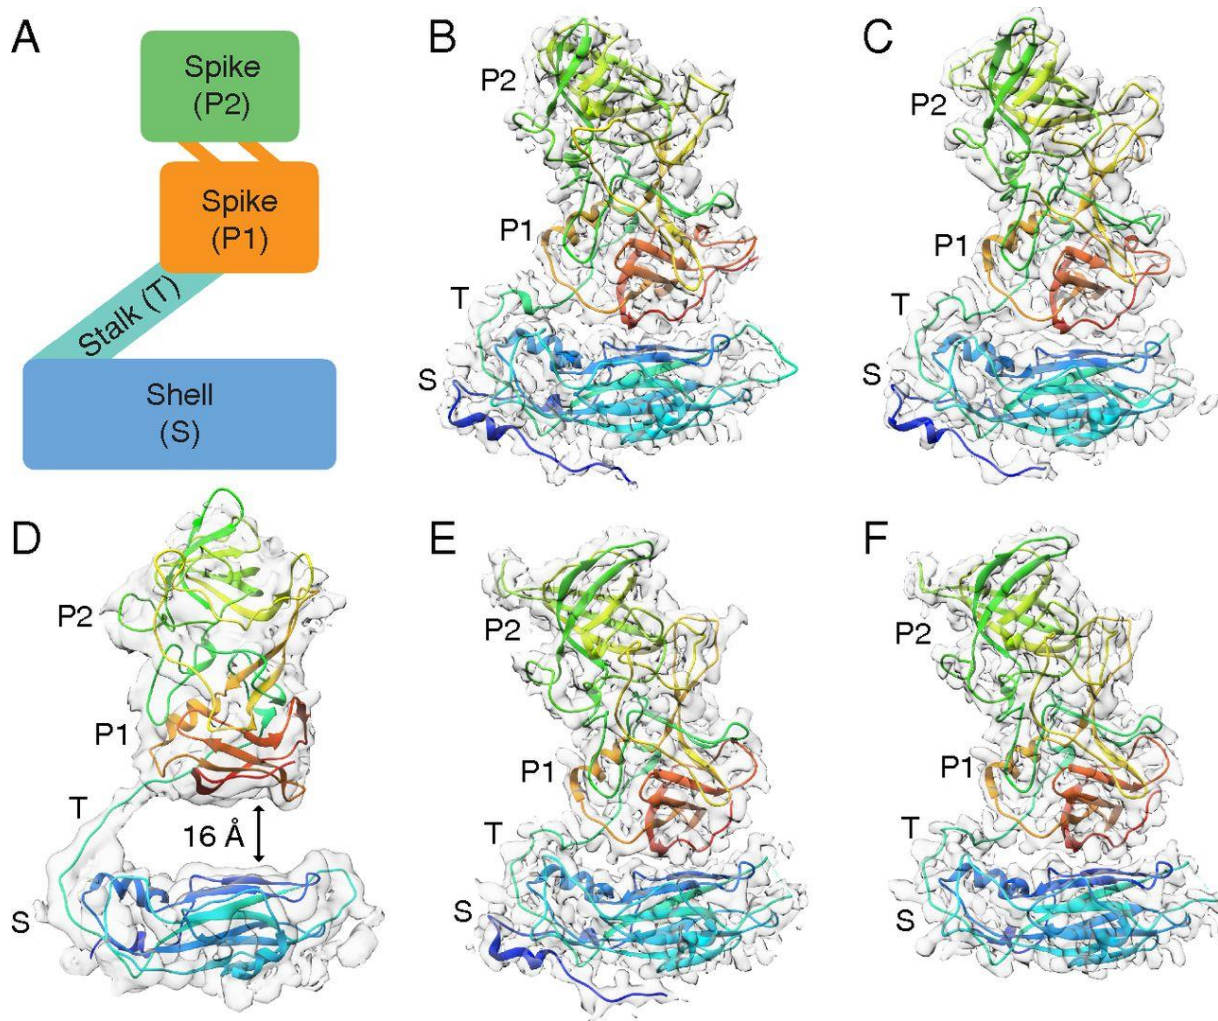 A
Spike
(P2)
Spike
(P1)
Stalk (T)
Shell
(S)
B
P2
P1
T
S
C
P2
P1
T
S
D
P2
P1
T
16 Å
S
E
P2
P1
T
S
F
P2
P1
T
S